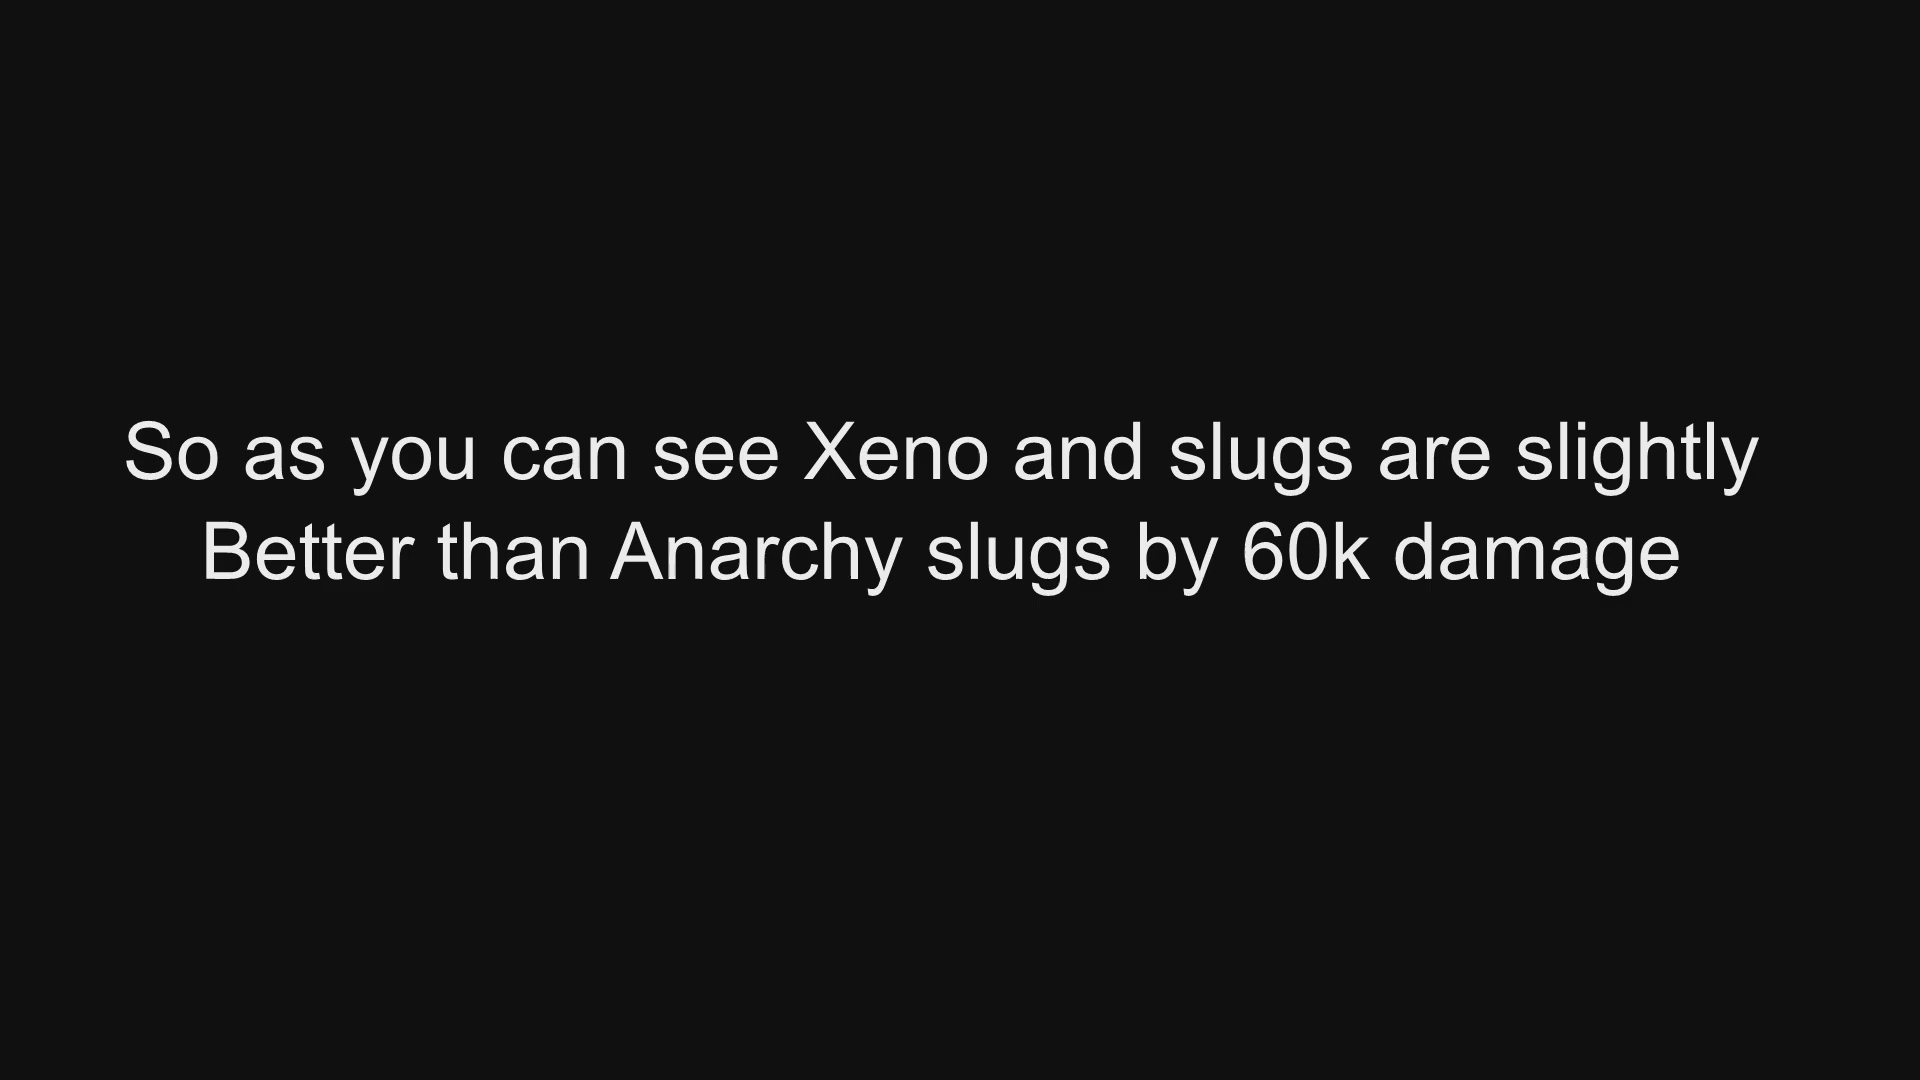 So as you can see Xeno and slugs are slightly
Better than Anarchy slugs by 60k damage